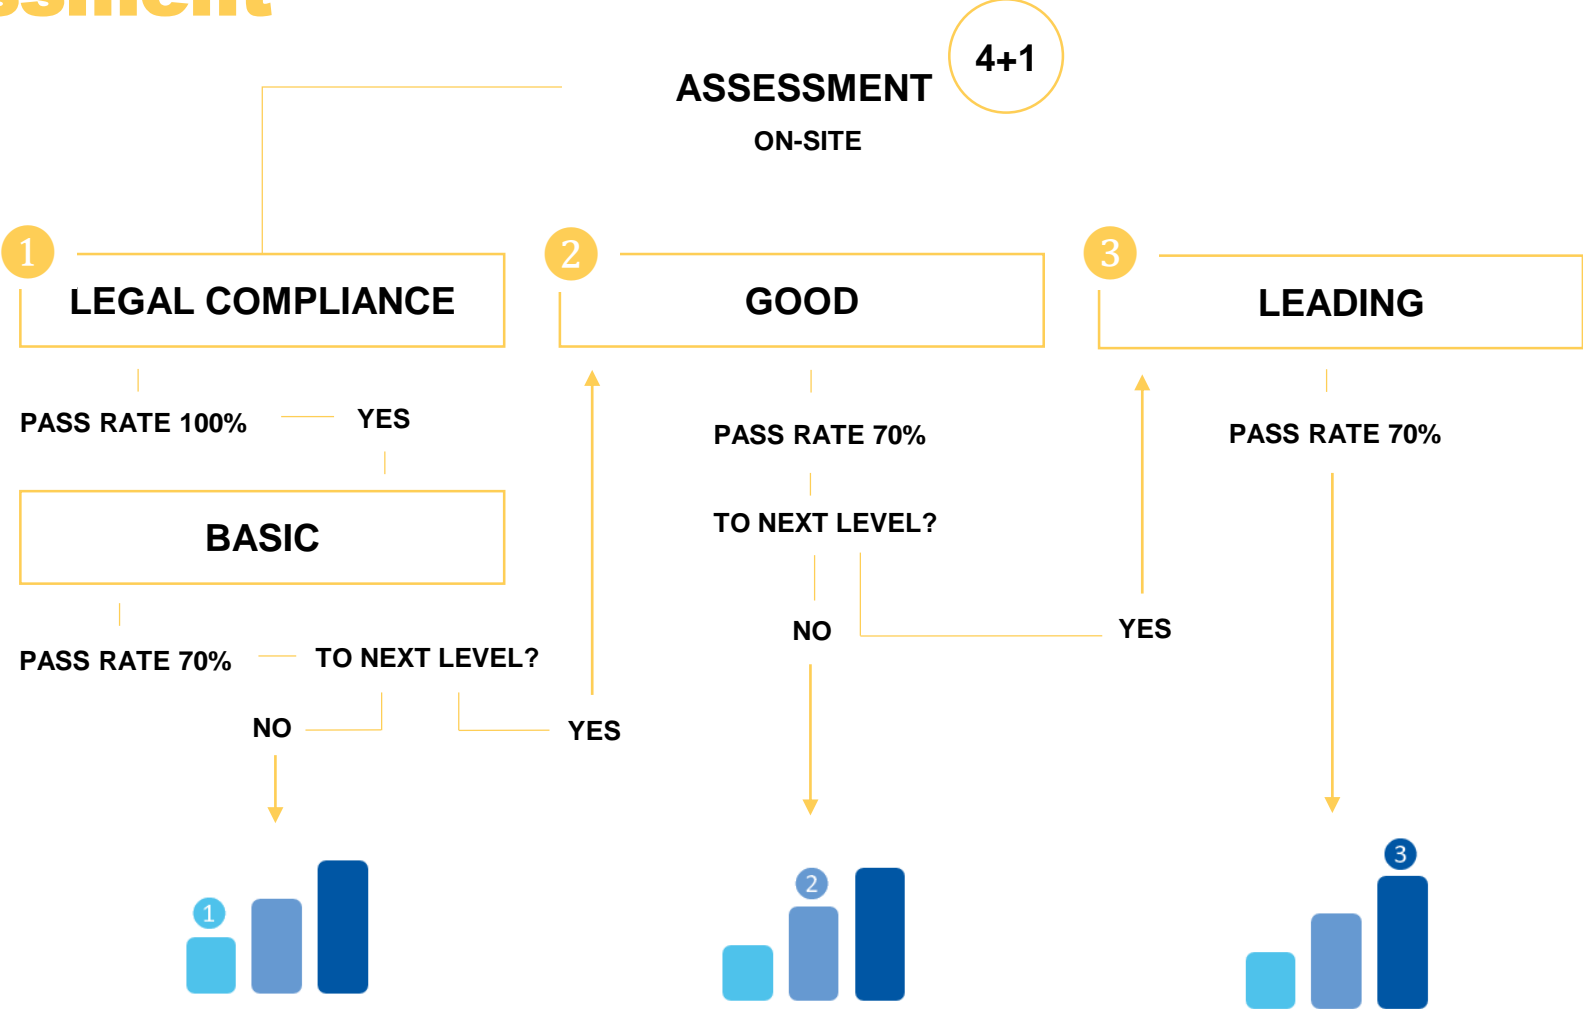 4+1
ASSESSMENT
ON-SITE
1
LEGAL COMPLIANCE
2
GOOD
3
LEADING
PASS RATE 100%
YES
BASIC
PASS RATE 70%
TO NEXT LEVEL?
NO
YES
PASS RATE 70%
TO NEXT LEVEL?
NO
YES
PASS RATE 70%
1
2
3